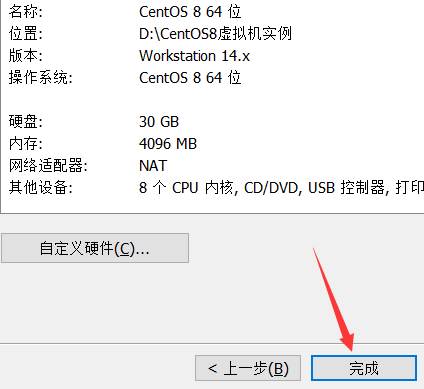 名称: CentOS 8 64 位
位置: D:\CentOS8虚拟机实例
版本: Workstation 14.x
操作系统: CentOS 8 64 位
硬盘: 30 GB
内存: 4096 MB
网络适配器: NAT
其他设备: 8 个 CPU 内核, CD/DVD, USB 控制器, 打印
自定义硬件(C)...
< 上一步(B) 完成